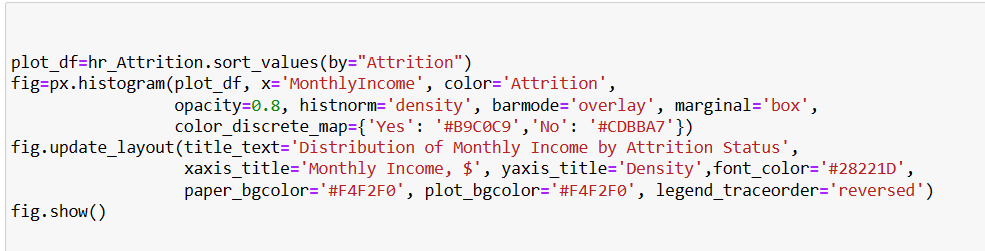 plot_df=hr_Attrition.sort_values(by="Attrition")
fig=px.histogram(plot_df, x='MonthlyIncome', color='Attrition',
opacity=0.8, histnorm='density', barmode='overlay', marginal='box',
color_discrete_map={'Yes': '#B9C0C9','No': '#CDBBA7'})
fig.update_layout(title_text='Distribution of Monthly Income by Attrition Status',
xaxis_title='Monthly Income, $', yaxis_title='Density',font_color='#28221D',
paper_bgcolor='#F4F2F0', plot_bgcolor='#F4F2F0', legend_traceorder='reversed')
fig.show()